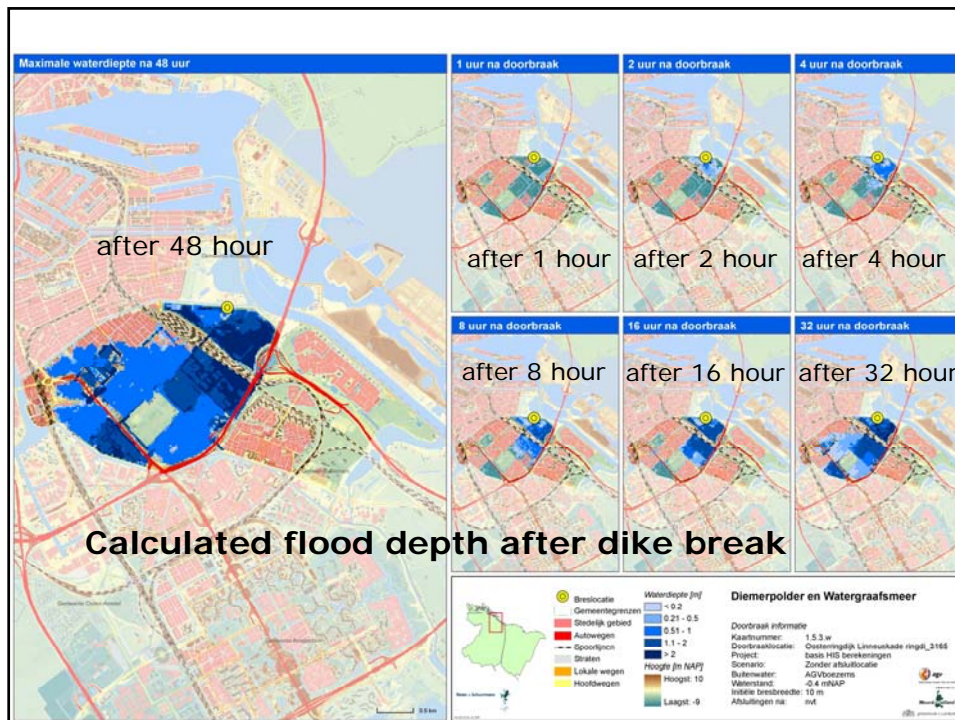 Maximale waterdiepte na 48 uur
after 48 hour
1 uur na doorbraak
after 1 hour
2 uur na doorbraak
after 2 hour
4 uur na doorbraak
after 4 hour
8 uur na doorbraak
after 8 hour
16 uur na doorbraak
after 16 hour
32 uur na doorbraak
after 32 hour
Calculated flood depth after dike break
0.5 km
Breslocatie
Gemeentegrenzen
Stedelijk gebied
Autowegen
Spoorlijnen
Straten
Lokale wegen
Hoofdwegen
Waterdiepte [m]
< 0.2
0.21 - 0.5
0.51 - 1
1.1 - 2
> 2
Hoogte [m NAP]
Hoogst: 10
Laagst: -9
Diemerpolder en Watergraafsmeer
Doorbraak informatie
Kaartnummer: 1.5.3.w
Doorbraaklocatie: Oosterringdijk Linneuskade ringdi_3165
Project: basis HIS berekeningen
Scenario: Zonder afsluitlocatie
Buitenwater: AGVboezems
Waterstand: -0.4 mNAP
Initiële bresbreedte: 10 m
Afsluitingen na: nvt
agv